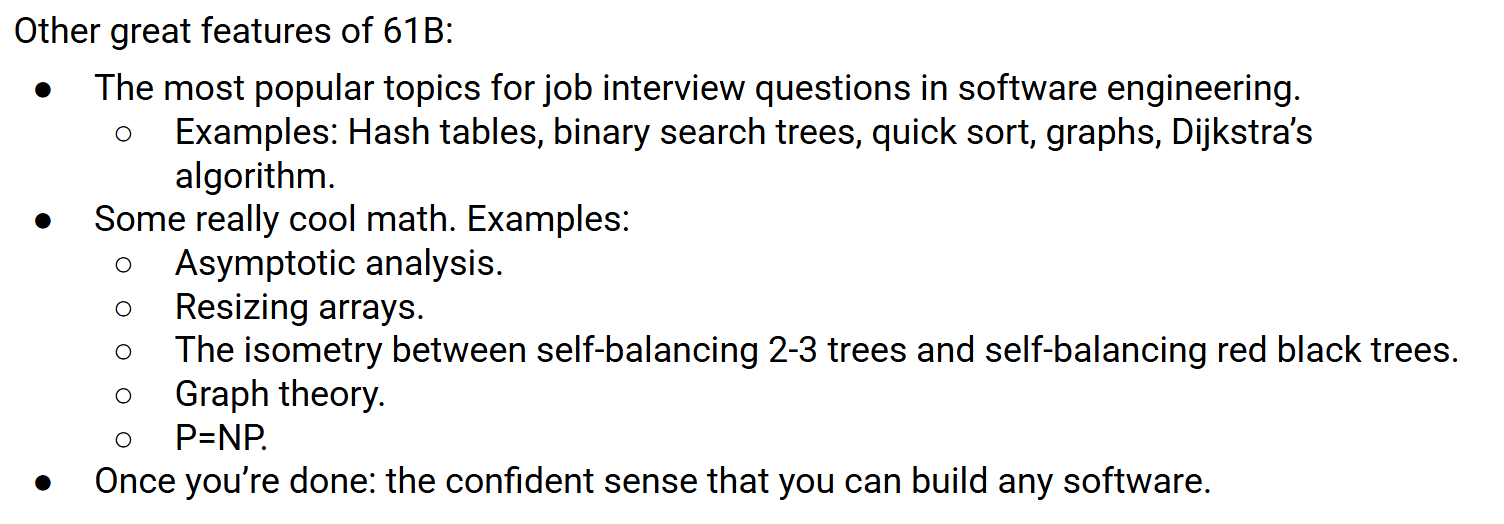 Other great features of 61B:
● The most popular topics for job interview questions in software engineering.
○ Examples: Hash tables, binary search trees, quick sort, graphs, Dijkstra’s
algorithm.
● Some really cool math. Examples:
○ Asymptotic analysis.
○ Resizing arrays.
○ The isometry between self-balancing 2-3 trees and self-balancing red black trees.
○ Graph theory.
○ P=NP.
● Once you’re done: the confident sense that you can build any software.